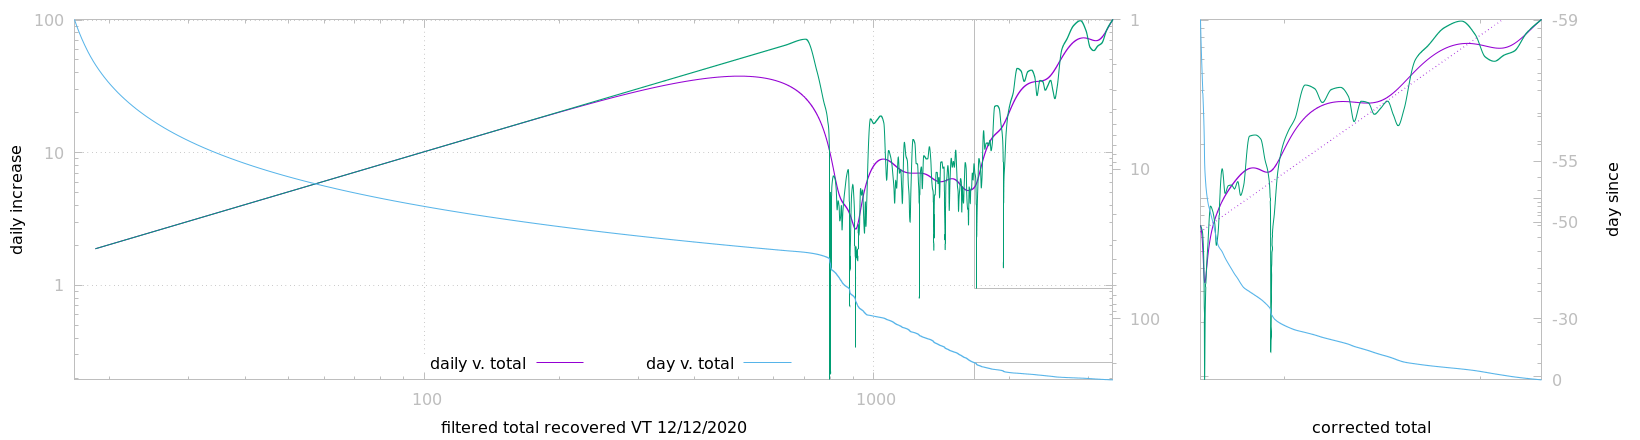 100
10
1
daily increase
1
10
100
daily v. total
day v. total
100
1000
filtered total recovered VT 12/12/2020
-59
-55
-50
-30
0
day since
corrected total